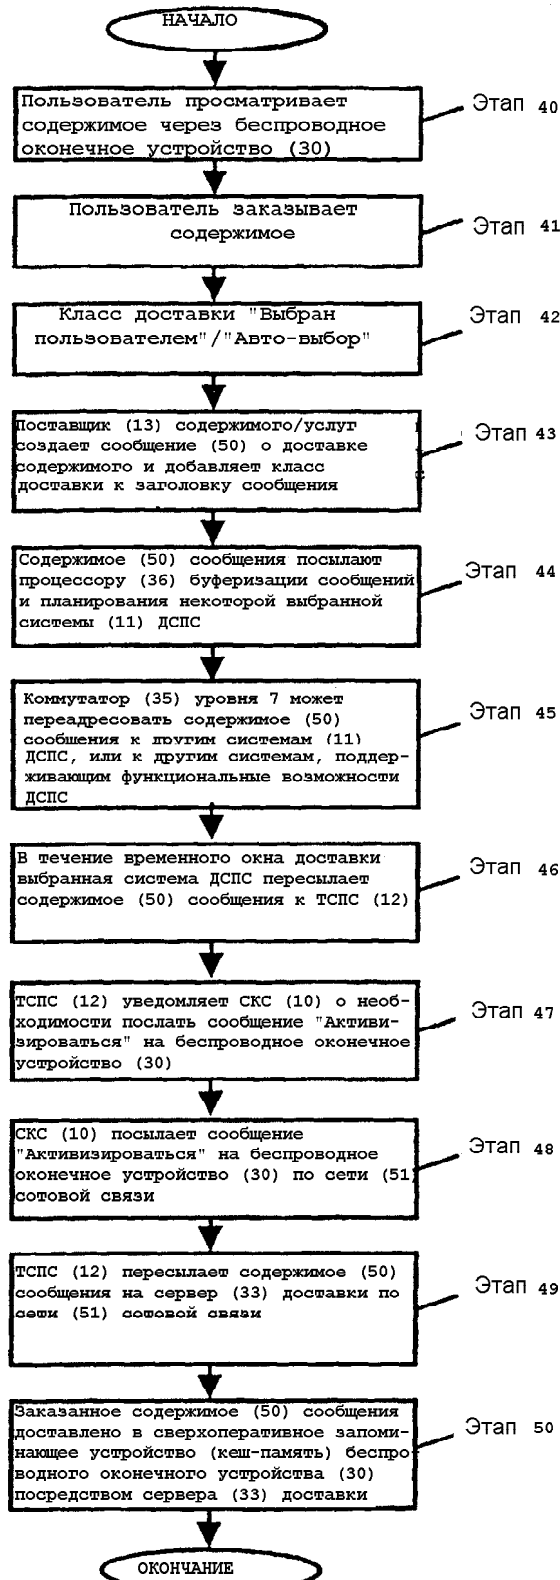 НАЧАЛО
Пользователь просматривает
содержимое через беспроводное
оконечное устройство (30)
Этап 40
Пользователь заказывает
содержимое
Этап 41
Класс доставки "Выбран
пользователем"/"Авто-выбор"
Этап 42
Поставщик (13) содержимого/услуг
создает сообщение (50) о доставке
содержимого и добавляет класс
доставки к заголовку сообщения
Этап 43
Содержимое (50) сообщения посылают
процессору (36) буферизации сообщений
и планирования некоторой выбранной
системы (11) ДСПС
Этап 44
Коммутатор (35) уровня 7 может
переадресовать содержимое (50)
сообщения к другим системам (11)
ДСПС, или к другим системам, поддер-
живающим функциональные возможности
ДСПС
Этап 45
В течение временного окна доставки
выбранная система ДСПС пересылает
содержимое (50) сообщения к ТСПС (12)
Этап 46
ТСПС (12) уведомляет СКС (10) о необ-
ходимости послать сообщение "Активи-
зироваться" на беспроводное оконечное
устройство (30)
Этап 47
СКС (10) посылает сообщение
"Активизироваться" на беспроводное
оконечное устройство (30) по сети (51)
сотовой связи
Этап 48
ТСПС (12) пересылает содержимое (50)
сообщения на сервер (33) доставки по
сети (51) сотовой связи
Этап 49
Заказанное содержимое (50) сообщения
доставлено в сверхоперативное запоми-
нающее устройство (кеш-память) беспро-
водного оконечного устройства (30)
посредством сервера (33) доставки
Этап 50
ОКОНЧАНИЕ